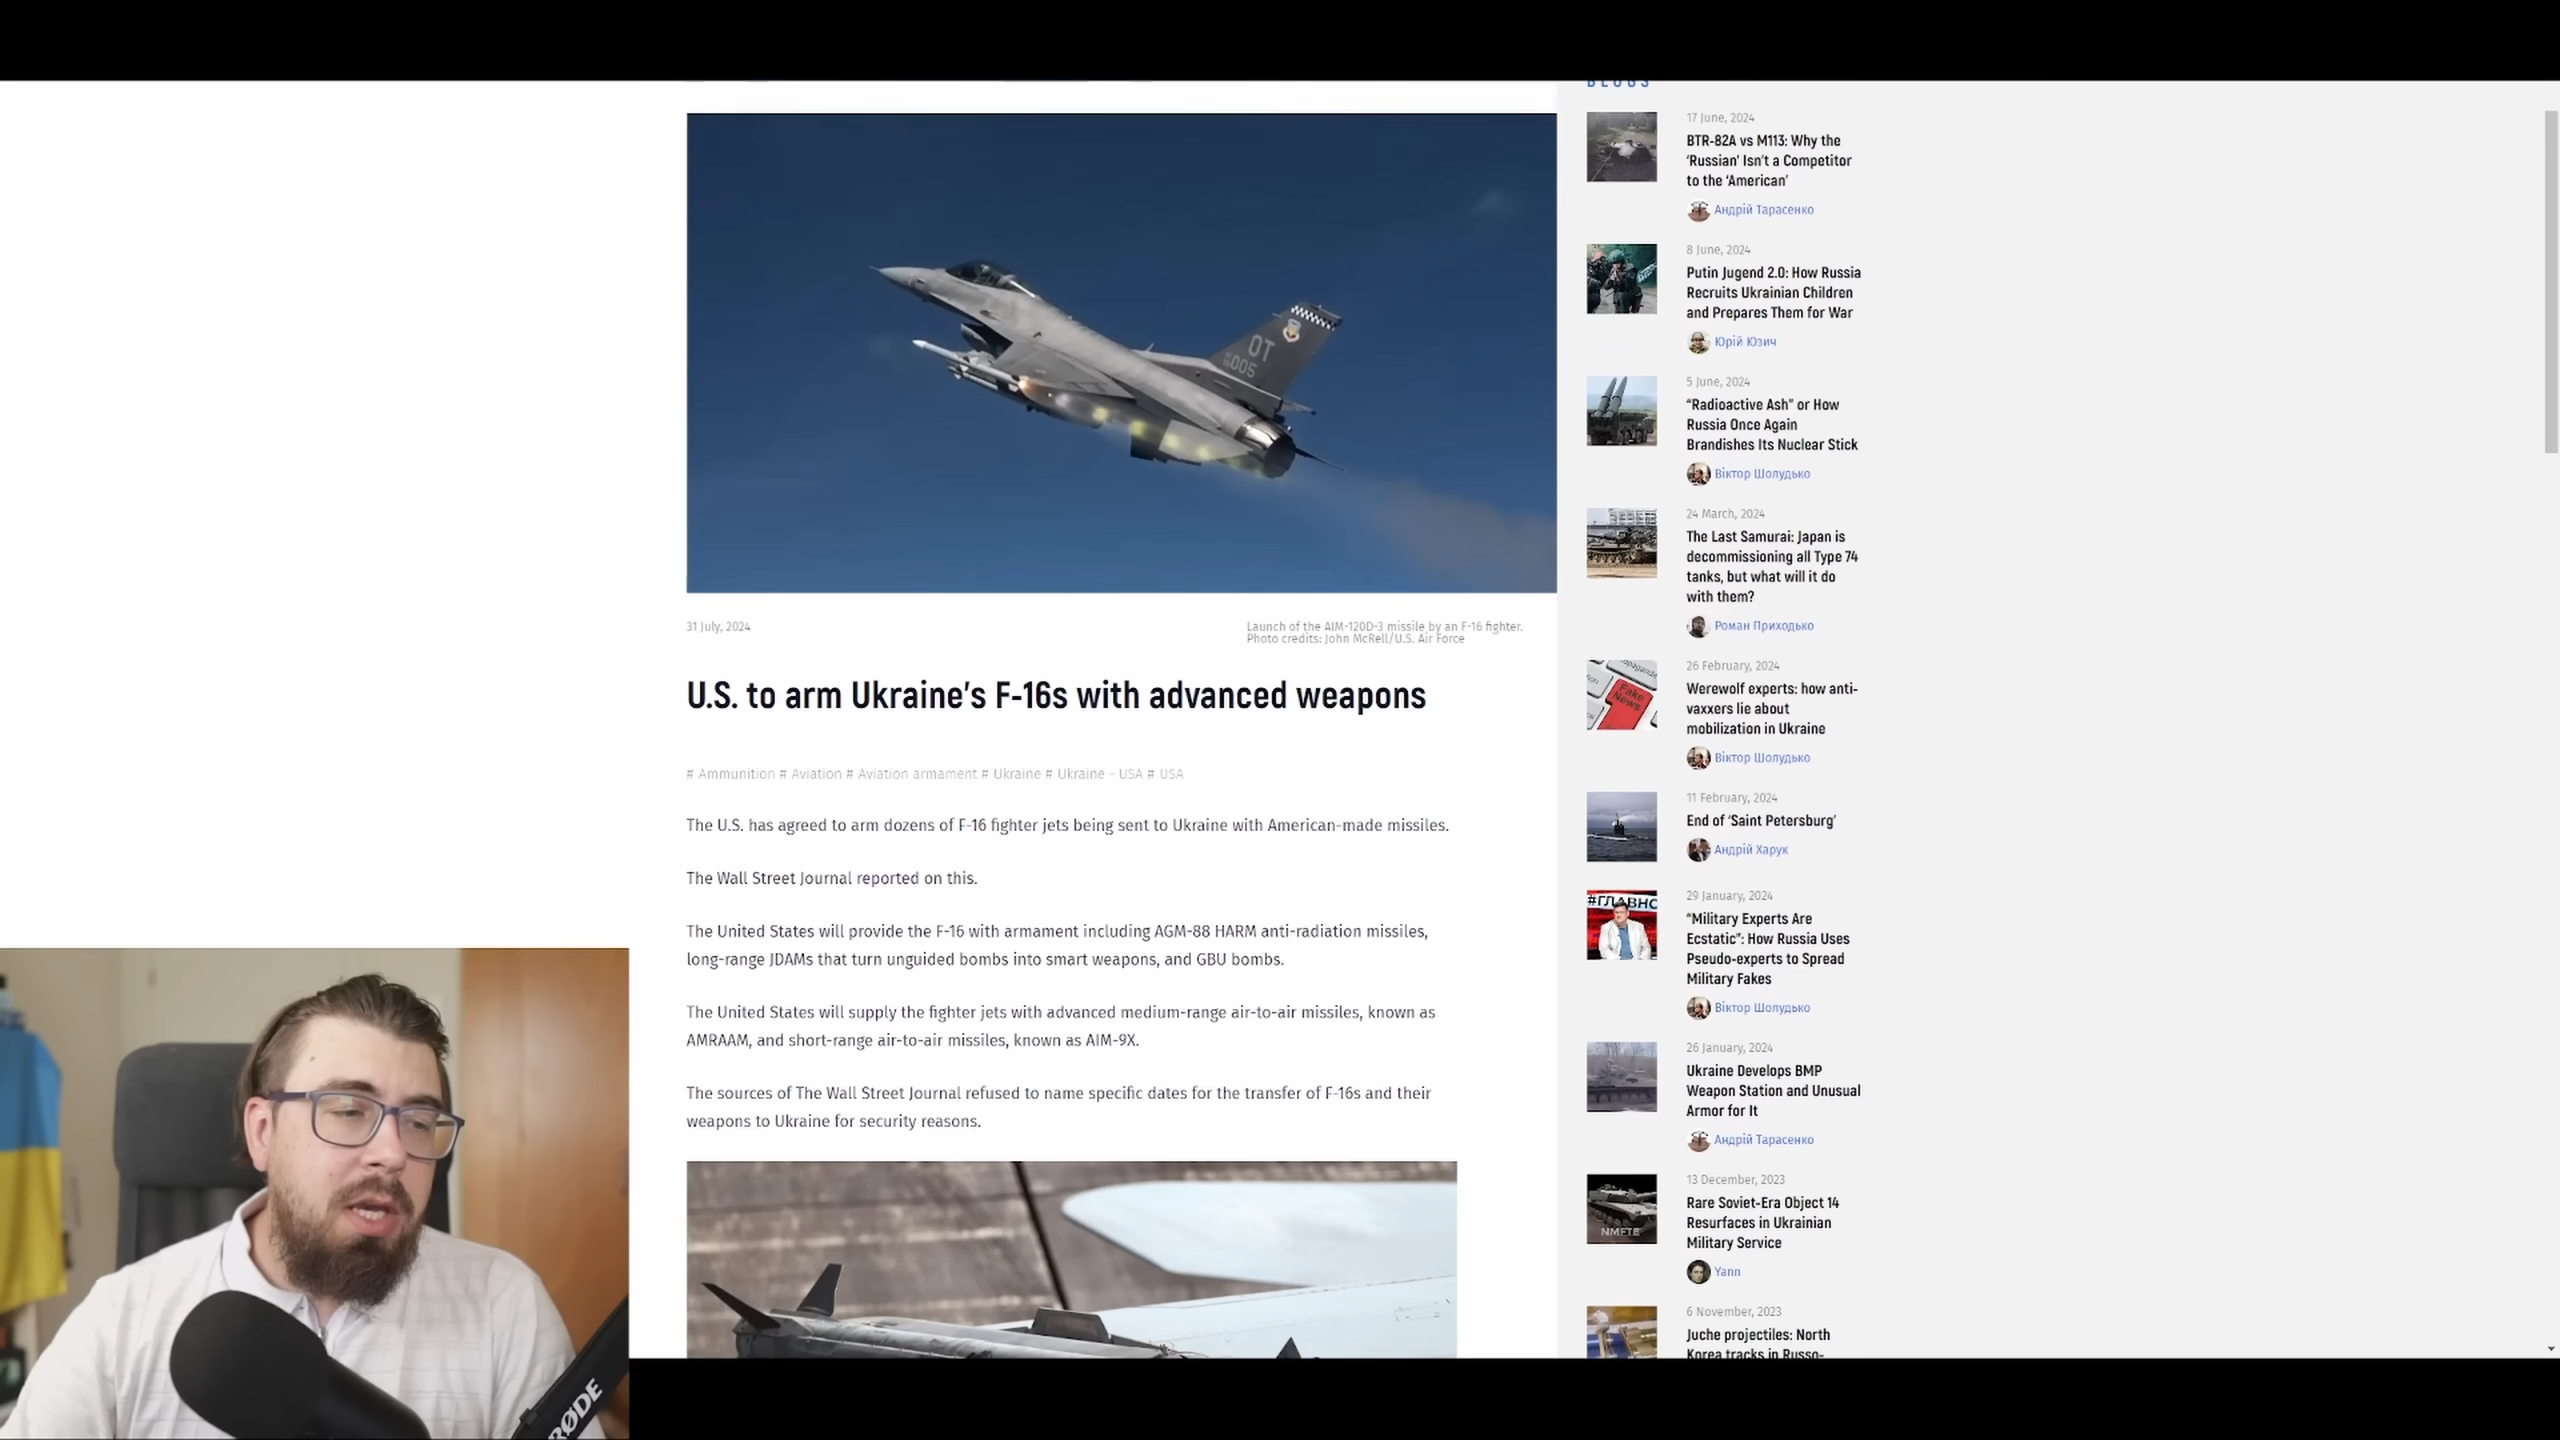 OT
005
31 July, 2024
Launch of the AIM-120D-3 missile by an F-16 fighter.
Photo credits: John McRell/U.S. Air Force
U.S. to arm Ukraine's F-16s with advanced weapons
# Ammunition # Aviation # Aviation armament # Ukraine # Ukraine - USA # USA
The U.S. has agreed to arm dozens of F-16 fighter jets being sent to Ukraine with American-made missiles.
The Wall Street Journal reported on this.
The United States will provide the F-16 with armament including AGM-88 HARM anti-radiation missiles,
long-range JDAMs that turn unguided bombs into smart weapons, and GBU bombs.
The United States will supply the fighter jets with advanced medium-range air-to-air missiles, known as
AMRAAM, and short-range air-to-air missiles, known as AIM-9X.
The sources of The Wall Street Journal refused to name specific dates for the transfer of F-16s and their
weapons to Ukraine for security reasons.
RØDE
BLOGS
17 June, 2024
BTR-82A vs M113: Why the
'Russian' Isn't a Competitor
to the 'American'
Андрій Тарасенко
8 June, 2024
Putin Jugend 2.0: How Russia
Recruits Ukrainian Children
and Prepares Them for War
Юрій Юзич
5 June, 2024
“Radioactive Ash” or How
Russia Once Again
Brandishes Its Nuclear Stick
Віктор Шолудько
24 March, 2024
The Last Samurai: Japan is
decommissioning all Type 74
tanks, but what will it do
with them?
Роман Приходько
26 February, 2024
Fake
News
Werewolf experts: how anti-
vaxxers lie about
mobilization in Ukraine
Віктор Шолудько
11 February, 2024
End of ‘Saint Petersburg’
Андрій Харук
29 January, 2024
#ГЛАВНО
“Military Experts Are
Ecstatic”: How Russia Uses
Pseudo-experts to Spread
Military Fakes
Віктор Шолудько
26 January, 2024
Ukraine Develops BMP
Weapon Station and Unusual
Armor for It
Андрій Тарасенко
13 December, 2023
Rare Soviet-Era Object 14
Resurfaces in Ukrainian
Military Service
NMFTE
Yann
6 November, 2023
Juche projectiles: North
Korea tracks in Russo-